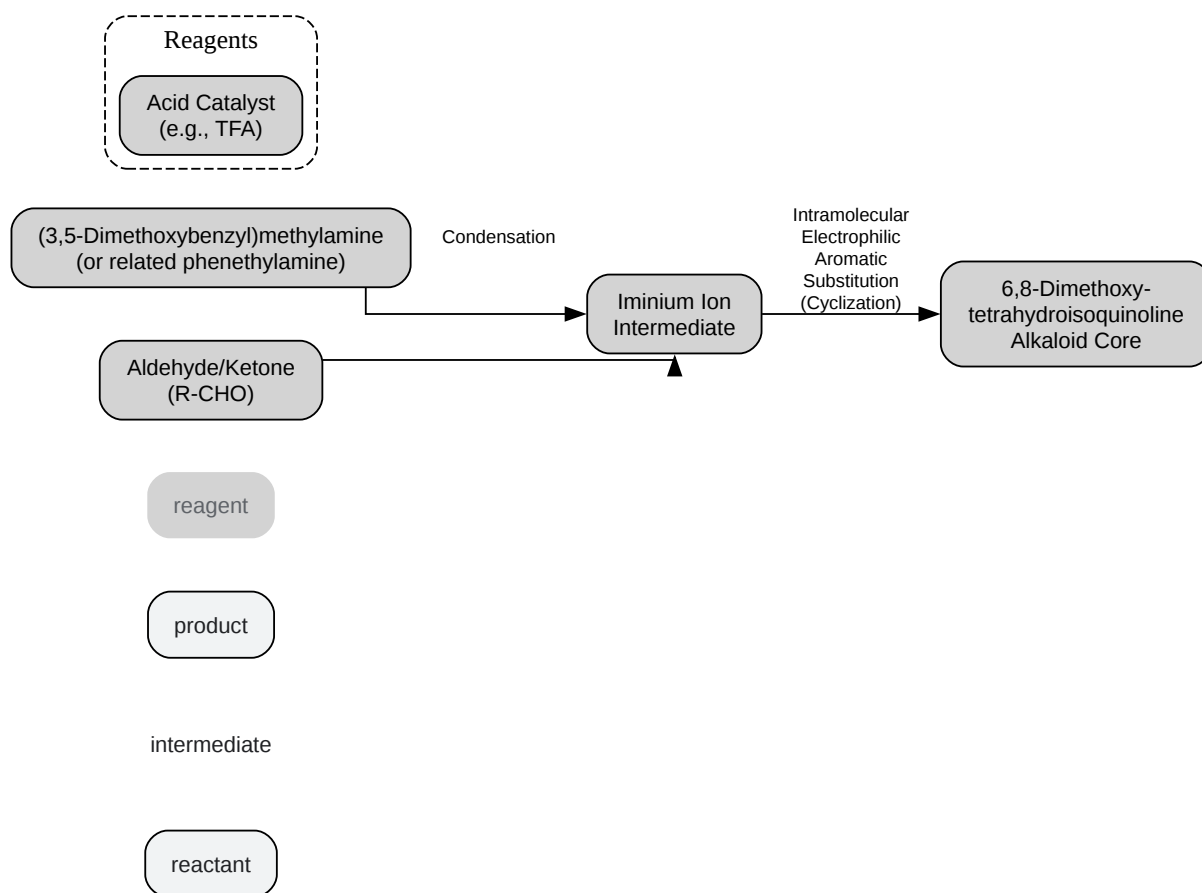 Reagents
Acid Catalyst
(e.g., TFA)
(3,5-Dimethoxybenzyl)methylamine
(or related phenethylamine)
Condensation
Intramolecular
Electrophilic
Aromatic
Substitution
(Cyclization)
Iminium Ion
Intermediate
6,8-Dimethoxy-
tetrahydroisoquinoline
Alkaloid Core
Aldehyde/Ketone
(R-CHO)
reagent
product
intermediate
reactant